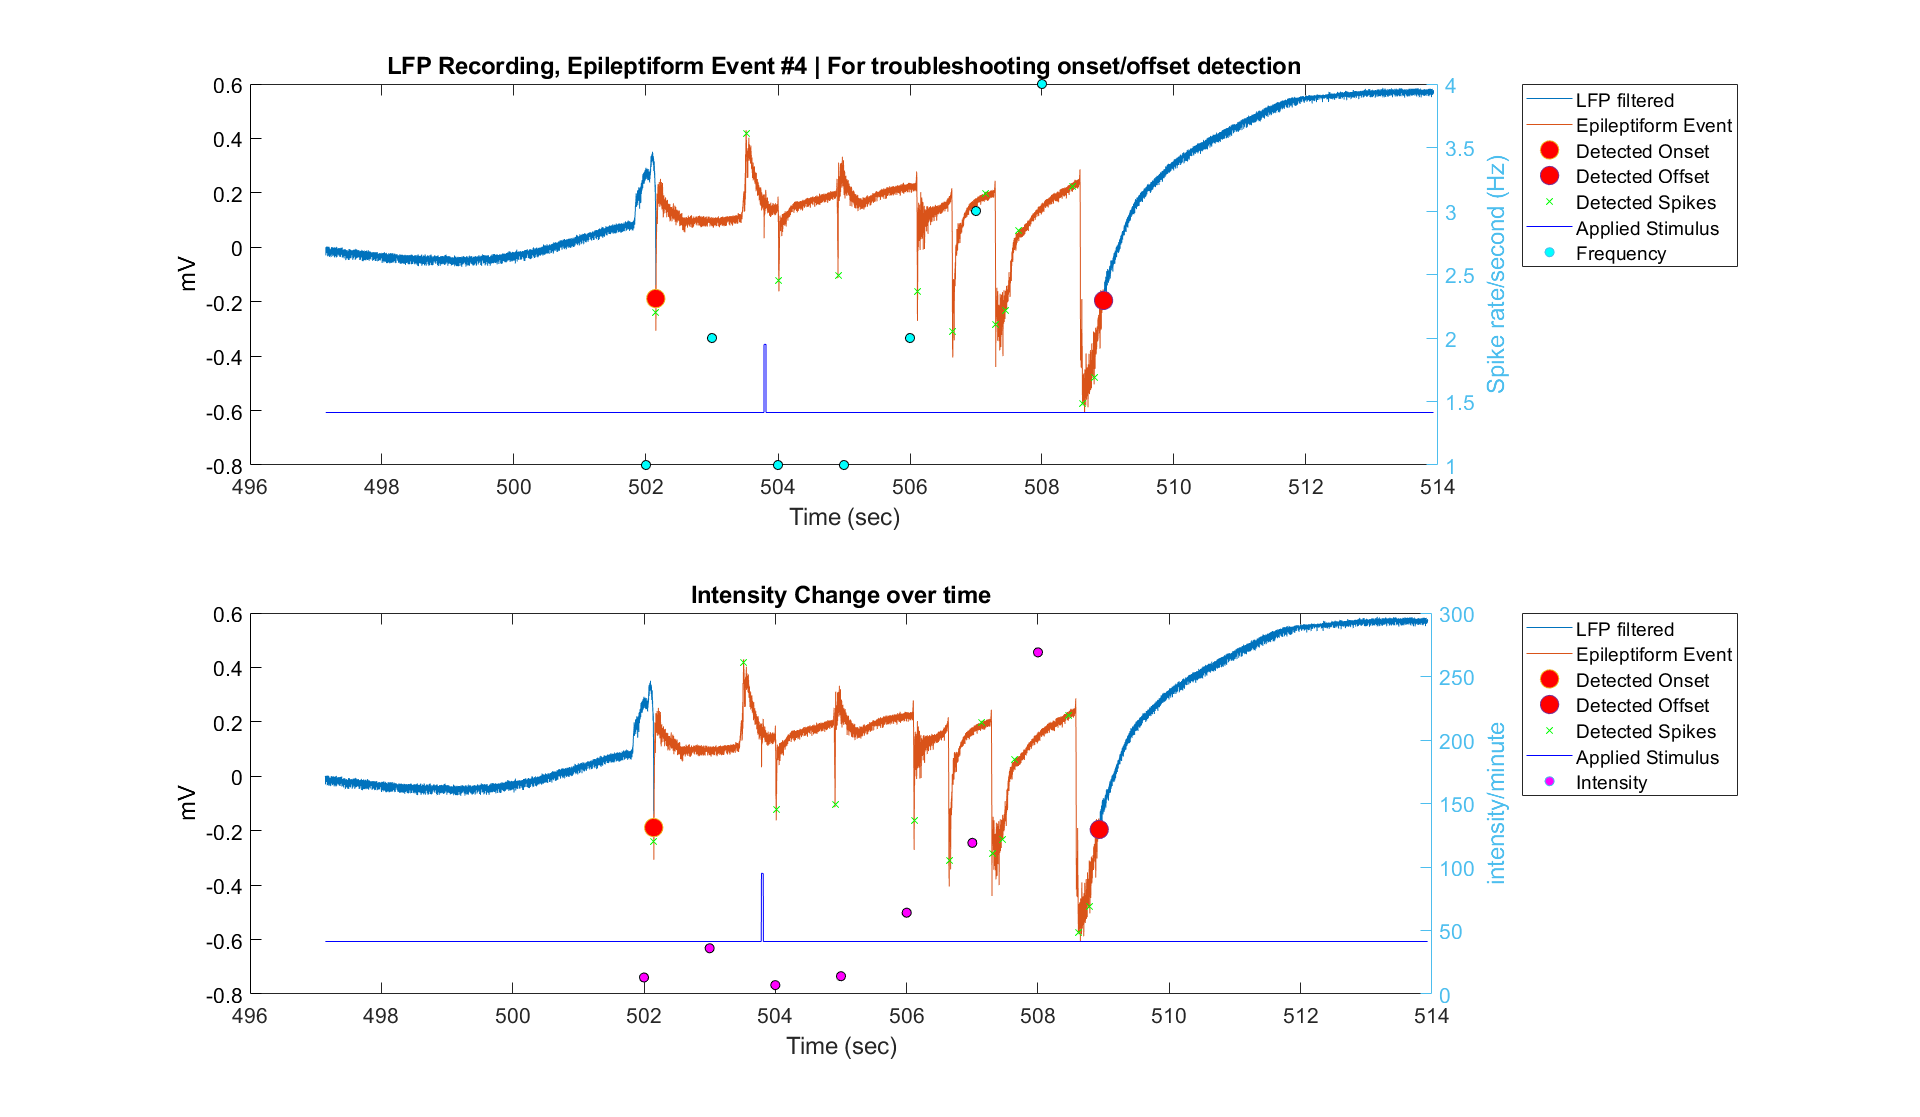 LFP Recording, Epileptiform Event #4 | For troubleshooting onset/offset detection
0.6
0.4
0.2
0
-0.2
-0.4
-0.6
-0.8
mV
496 498 500 502 504 506 508 510 512 514
Time (sec)
4
3.5
3
2.5
2
1.5
1
Spike rate/second (Hz)
LFP filtered
Epileptiform Event
Detected Onset
Detected Offset
Detected Spikes
Applied Stimulus
Frequency
Intensity Change over time
0.6
0.4
0.2
0
-0.2
-0.4
-0.6
-0.8
mV
496 498 500 502 504 506 508 510 512 514
Time (sec)
300
250
200
150
100
50
0
intensity/minute
LFP filtered
Epileptiform Event
Detected Onset
Detected Offset
Detected Spikes
Applied Stimulus
Intensity